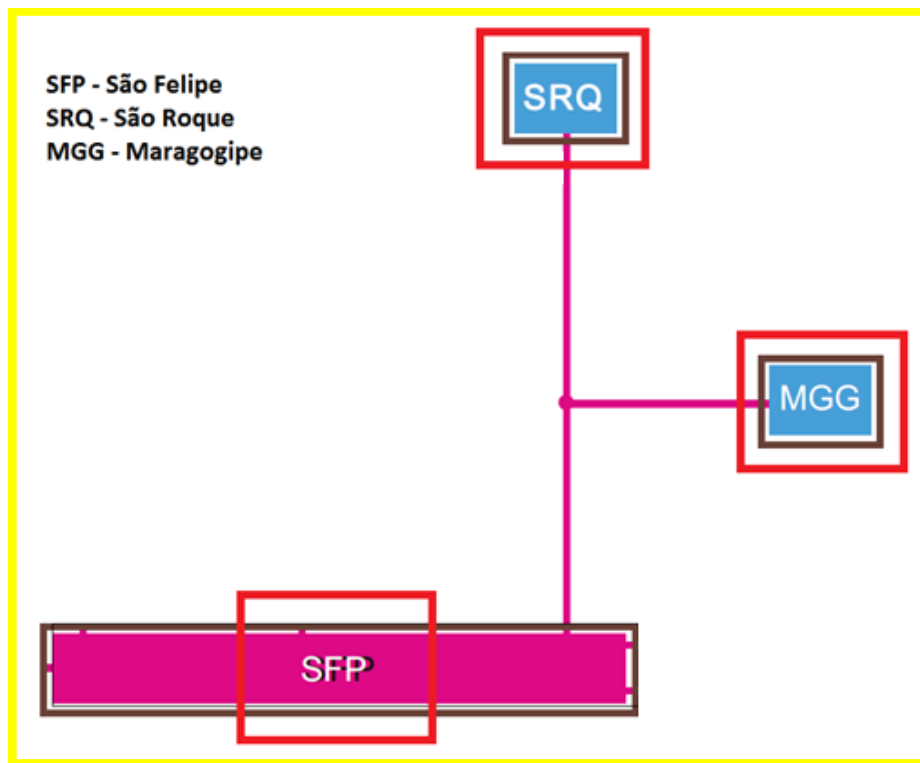 SFP - São Felipe
SRQ - São Roque
MGG - Maragogipe
SRQ
MGG
SFP